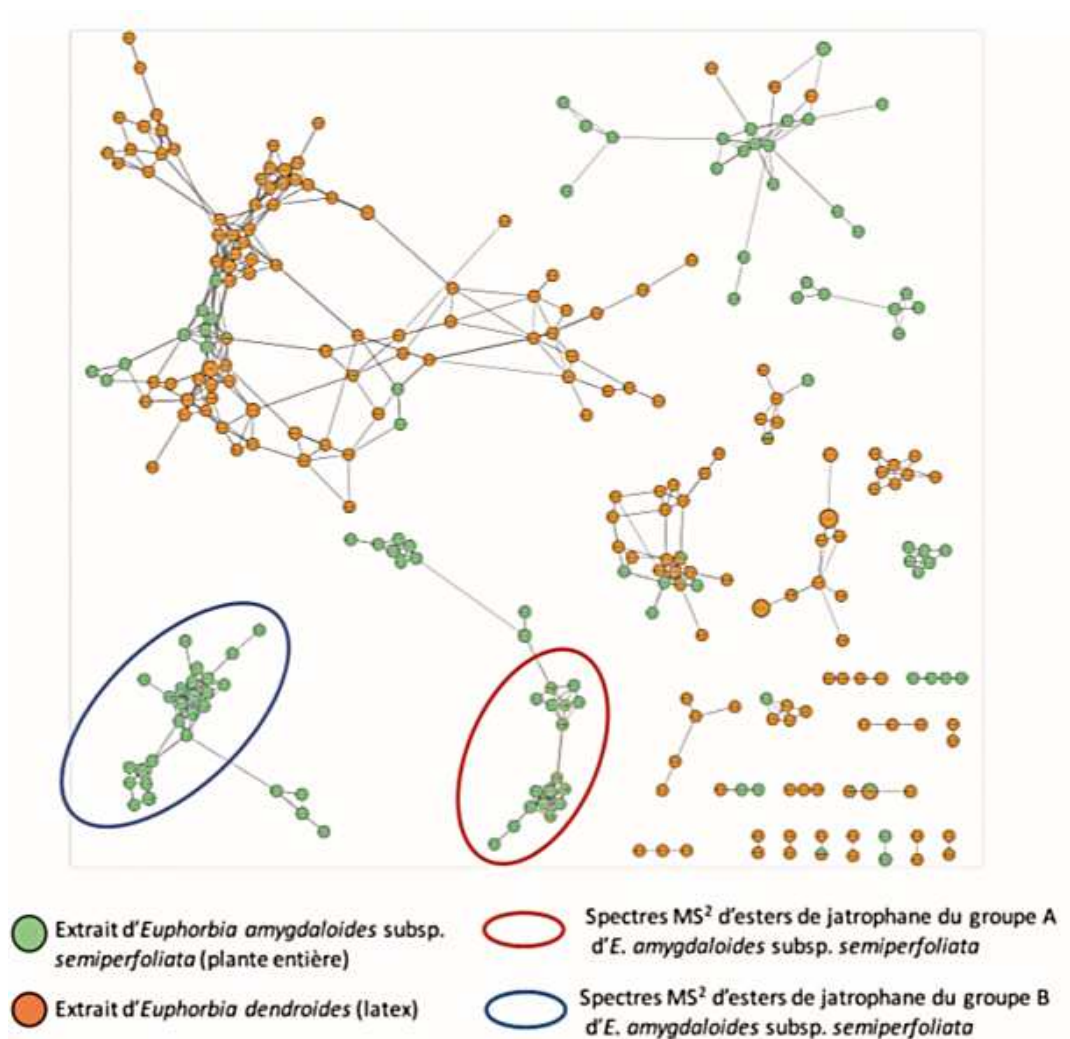 Extrait d'Euphorbia amygdaloides subsp.
semiperfoliata (plante entière)
Extrait d'Euphorbia dendroides (latex)
Spectres MS² d'esters de jatrophane du groupe A
d'E. amygdaloides subsp. semiperfoliata
Spectres MS² d'esters de jatrophane du groupe B
d'E. amygdaloides subsp. semiperfoliata